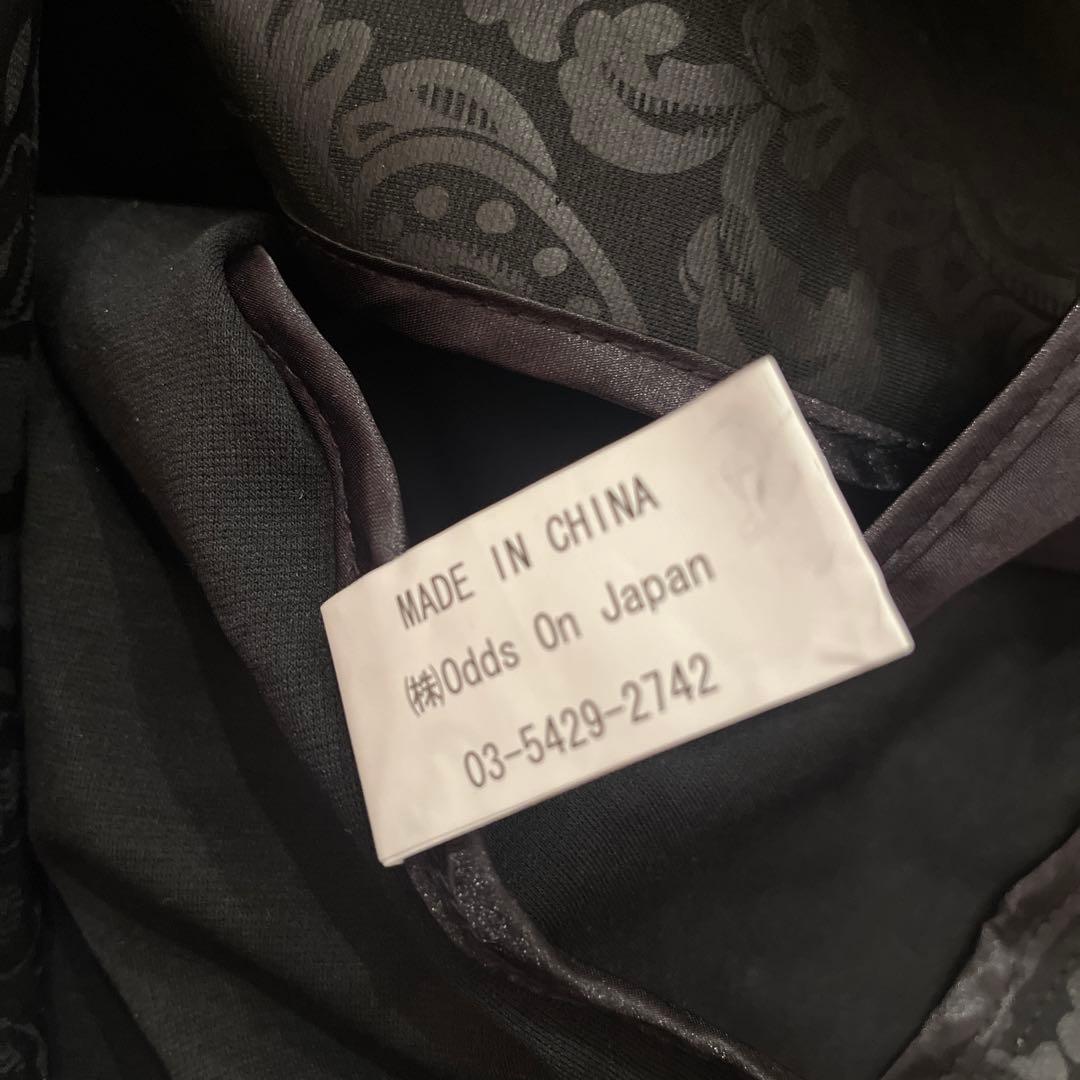 MADE IN CHINA
㈱Odds On Japan
03-5429-2742